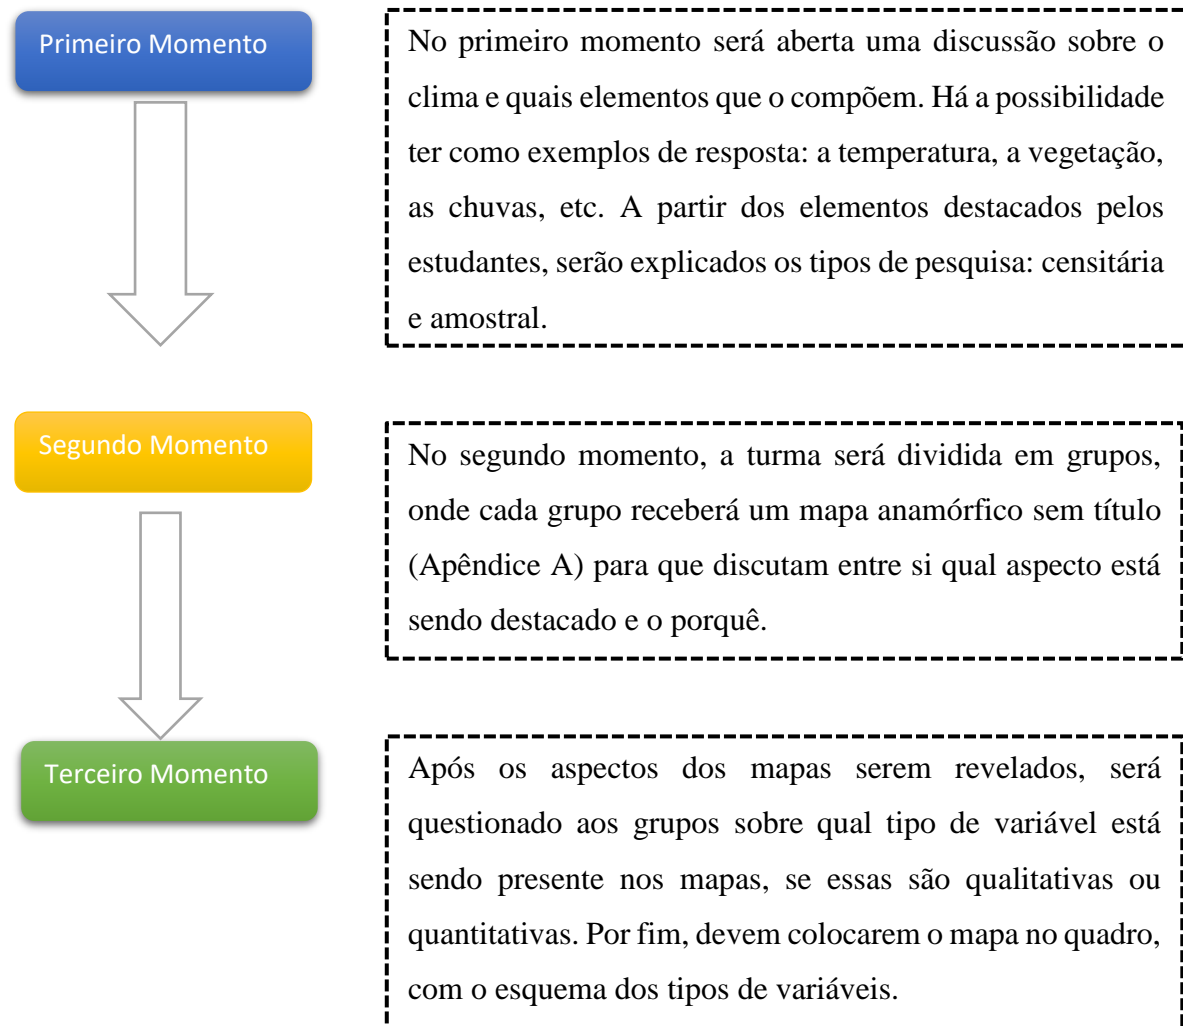 Primeiro Momento
No primeiro momento será aberta uma discussão sobre o
clima e quais elementos que o compõem. Há a possibilidade
ter como exemplos de resposta: a temperatura, a vegetação,
as chuvas, etc. A partir dos elementos destacados pelos
estudantes, serão explicados os tipos de pesquisa: censitária
e amostral.
Segundo Momento
No segundo momento, a turma será dividida em grupos,
onde cada grupo receberá um mapa anamórfico sem título
(Apêndice A) para que discutam entre si qual aspecto está
sendo destacado e o porquê.
Terceiro Momento
Após os aspectos dos mapas serem revelados, será
questionado aos grupos sobre qual tipo de variável está
sendo presente nos mapas, se essas são qualitativas ou
quantitativas. Por fim, devem colocarem o mapa no quadro,
com o esquema dos tipos de variáveis.